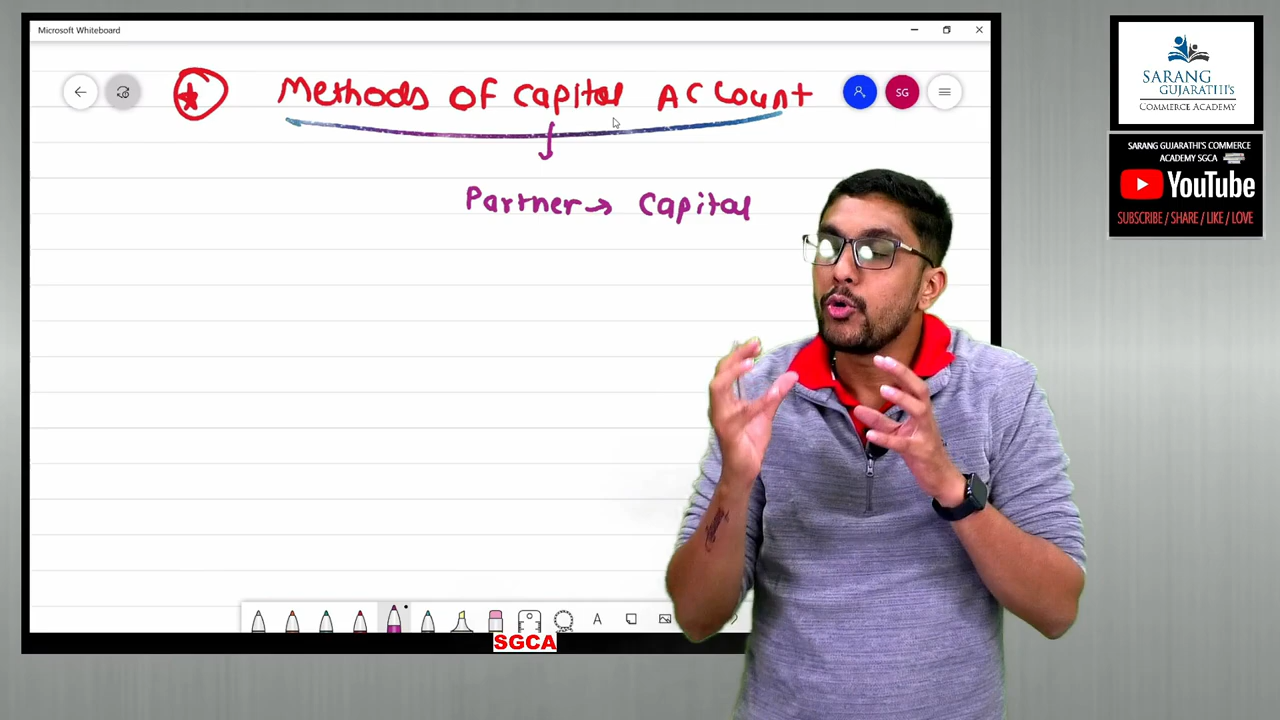 Microsoft Whiteboard
Methods of capital Account
SG
Partner → Capital
A
SGCA
SARANG
GUJARATHI'S
COMMERCE ACADEMY
SARANG GUJARATHI'S COMMERCE
ACADEMY SGCA
YouTube
SUBSCRIBE / SHARE / LIKE / LOVE